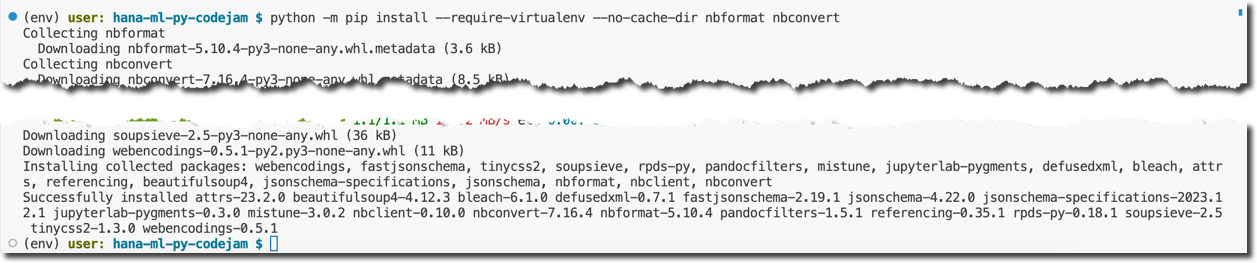 (env) user: hana-ml-py-codejam $ python -m pip install --require-virtualenv --no-cache-dir nbformat nbconvert
Collecting nbformat
Downloading nbformat-5.10.4-py3-none-any.whl.metadata (3.6 kB)
Collecting nbconvert
Downloading nbconvert-7.16.4-py3-none-any.whl.metadata (8.5 kB)
Downloading soupsieve-2.5-py3-none-any.whl (36 kB)
Downloading webencodings-0.5.1-py2.py3-none-any.whl (11 kB)
Installing collected packages: webencodings, fastjsonschema, tinycss2, soupsieve, rpds-py, pandocfilters, mistune, jupyterlab-pygments, defusedxml, bleach, attr
s, referencing, beautifulsoup4, jsonschema-specifications, jsonschema, nbformat, nbclient, nbconvert
Successfully installed attrs-23.2.0 beautifulsoup4-4.12.3 bleach-6.1.0 defusedxml-0.7.1 fastjsonschema-2.19.1 jsonschema-4.22.0 jsonschema-specifications-2023.1
2.1 jupyterlab-pygments-0.3.0 mistune-3.0.2 nbclient-0.10.0 nbconvert-7.16.4 nbformat-5.10.4 pandocfilters-1.5.1 referencing-0.35.1 rpds-py-0.18.1 soupsieve-2.5
tinycss2-1.3.0 webencodings-0.5.1
(env) user: hana-ml-py-codejam $